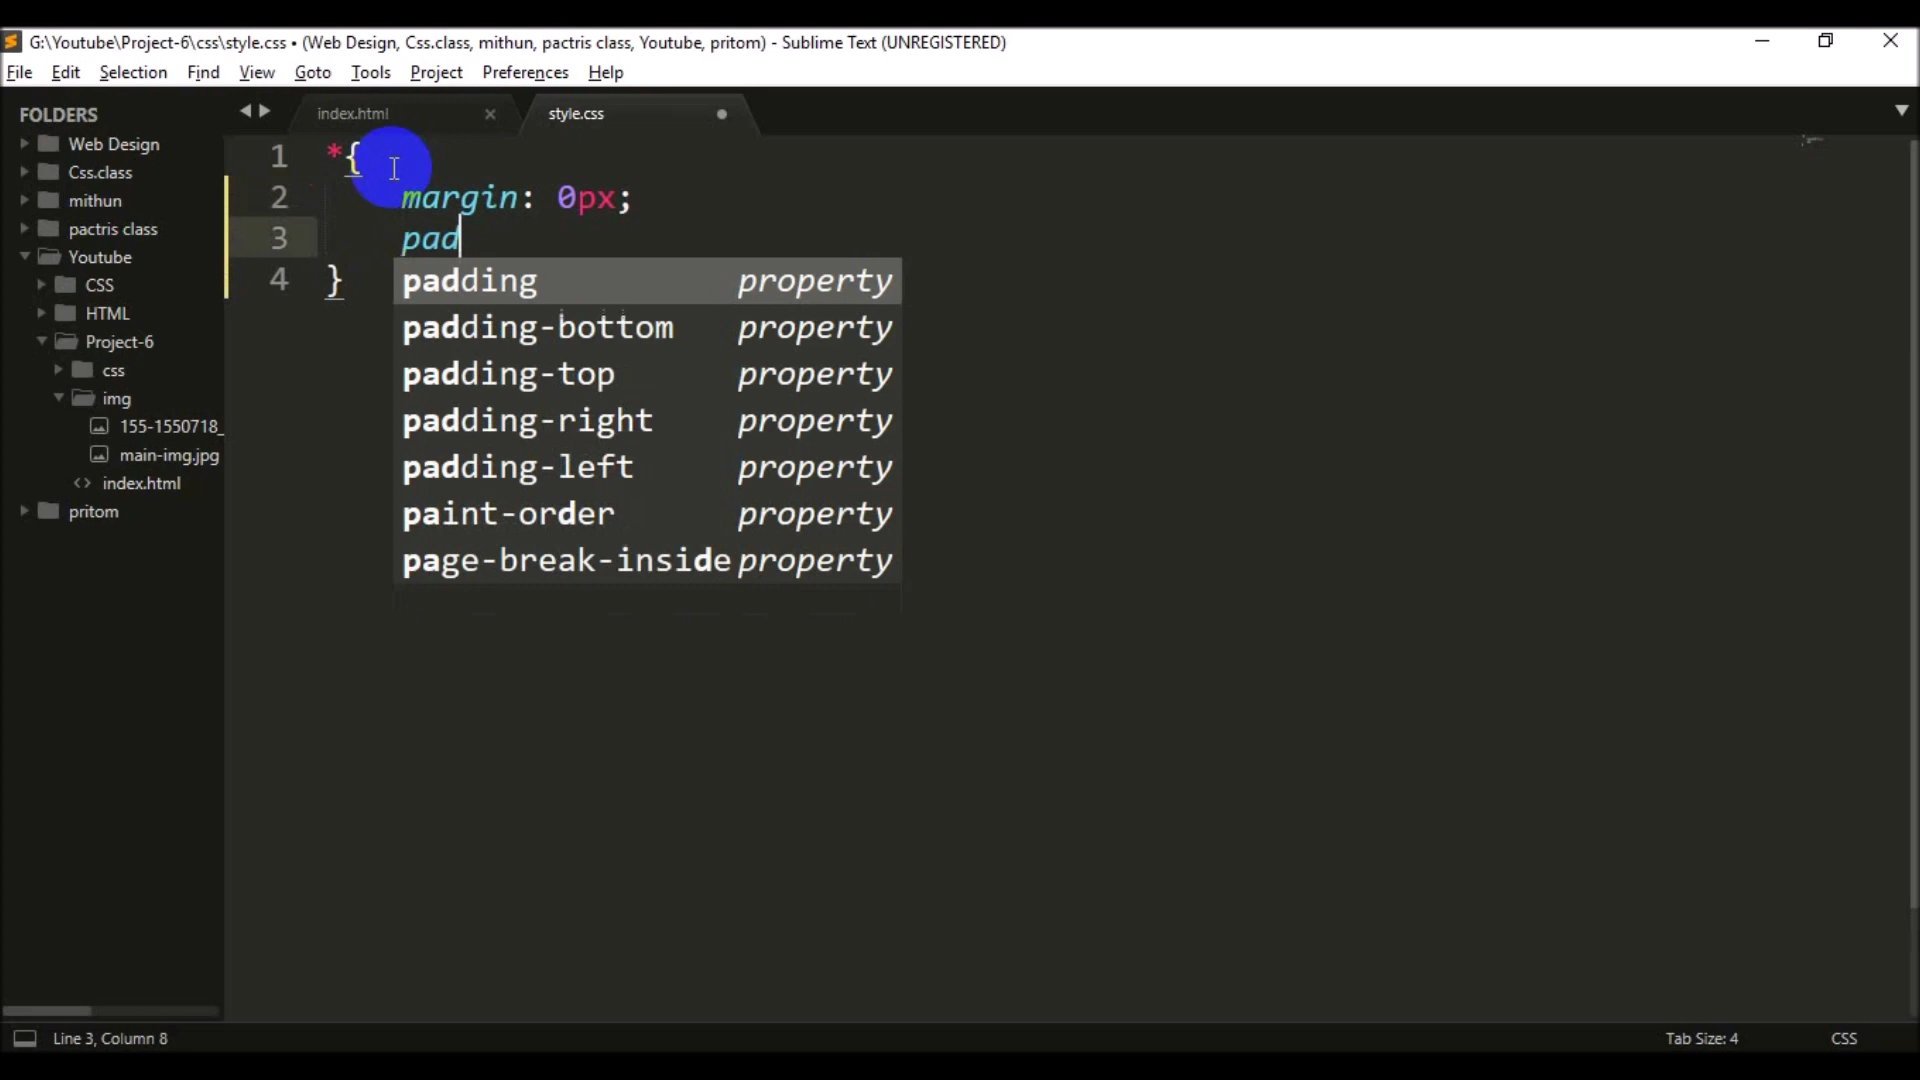 G:\Youtube\Project-6\css\style.css • (Web Design, Css.class, mithun, pactris class, Youtube, pritom) - Sublime Text (UNREGISTERED)
File Edit Selection Find View Goto Tools Project Preferences Help
FOLDERS
Web Design
Css.class
mithun
pactris class
Youtube
CSS
HTML
Project-6
css
img
155-1550718_
main-img.jpg
<> index.html
pritom
index.html
style.css
1 *{
2 margin: 0px;
3 pad
4 }
padding property
padding-bottom property
padding-top property
padding-right property
padding-left property
paint-order property
page-break-inside property
Line 3, Column 8
Tab Size: 4
CSS